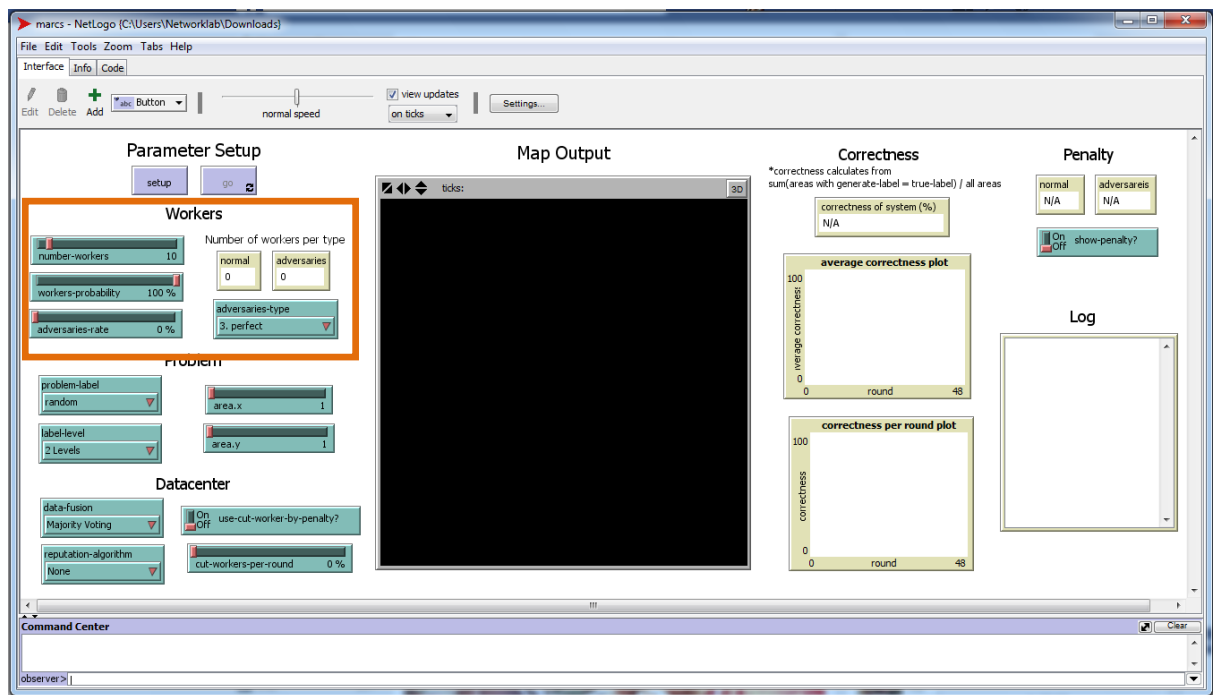 marcs - NetLogo {C:\Users\Networklab\Downloads}
File Edit Tools Zoom Tabs Help
Interface Info Code
Edit Delete Add abc Button
normal speed
view updates
on ticks
Settings...
Parameter Setup
setup go
Workers
number-workers 10
workers-probability 100 %
adversaries-rate 0 %
Number of workers per type
normal
0
adversaries
0
adversaries-type
3. perfect
Problem
problem-label
random
label-level
2 Levels
area.x 1
area.y 1
Datacenter
data-fusion
Majority Voting
reputation-algorithm
None
On
Off
use-cut-worker-by-penalty?
cut-workers-per-round 0 %
Map Output
ticks:
3D
Correctness
*correctness calculates from
sum(areas with generate-label = true-label) / all areas
correctness of system (%)
N/A
average correctness plot
100
average correctness
0
0 round 48
correctness per round plot
100
correctness
0
0 round 48
Penalty
normal
N/A
adversareis
N/A
On
Off
show-penalty?
Log
Command Center
Clear
observer>